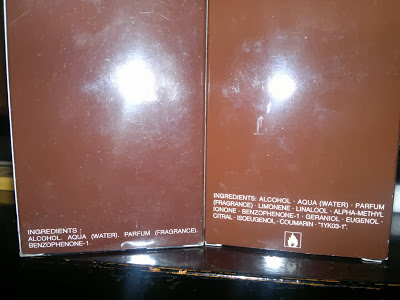 INGREDIENTS :
ALCOHOL, AQUA (WATER), PARFUM (FRAGRANCE),
BENZOPHENONE-1.
INGREDIENTS: ALCOHOL · AQUA (WATER) · PARFUM
(FRAGRANCE) · LIMONENE · LINALOOL · ALPHA-METHYL
IONONE · BENZOPHENONE-1 · GERANIOL · EUGENOL ·
CITRAL · ISOEUGENOL · COUMARIN · "1YK03-1".